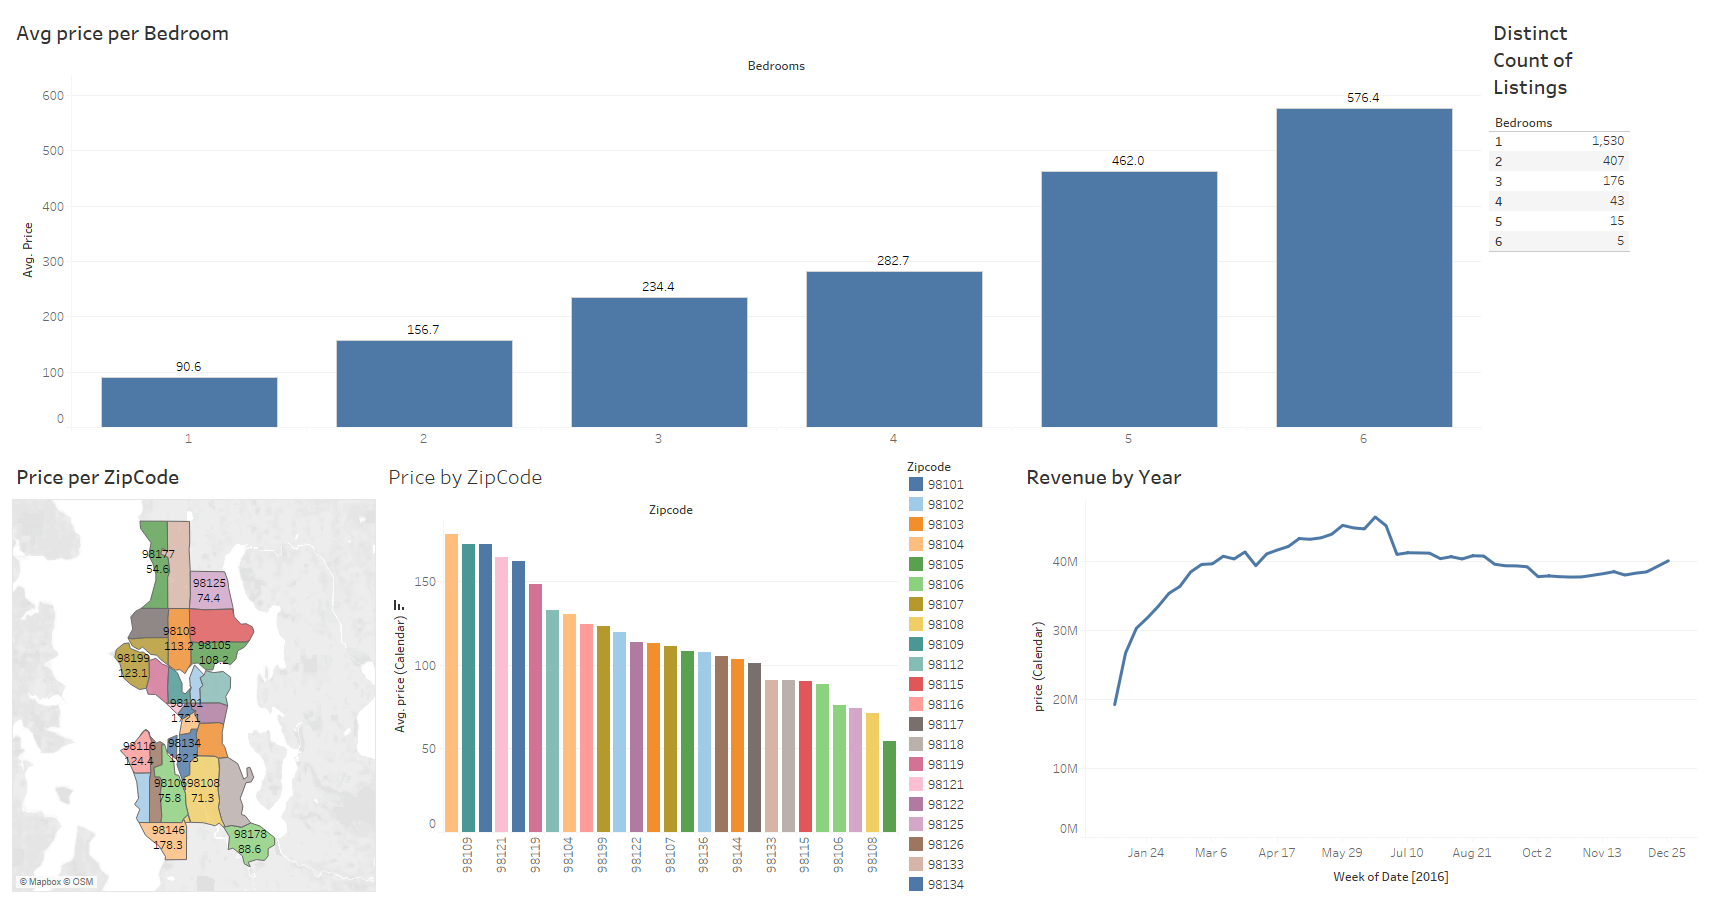 Avg price per Bedroom
Bedrooms
Avg. Price
600
500
400
300
200
100
0
90.6
156.7
234.4
282.7
462.0
576.4
1
2
3
4
5
6
Distinct
Count of
Listings
Bedrooms
1 1,530
2 407
3 176
4 43
5 15
6 5
Price per ZipCode
98177
54.6
98125
74.4
98103
113.2
98105
108.2
98199
123.1
98101
172.1
98116
124.4
98134
162.3
98106
75.8
98108
71.3
98146
178.3
98178
88.6
© Mapbox © OSM
Price by ZipCode
Zipcode
Avg. price (Calendar)
150
100
50
0
98109
98121
98119
98104
98199
98122
98107
98136
98144
98133
98115
98106
98108
Zipcode
98101
98102
98103
98104
98105
98106
98107
98108
98109
98112
98115
98116
98117
98118
98119
98121
98122
98125
98126
98133
98134
Revenue by Year
price (Calendar)
40M
30M
20M
10M
0M
Jan 24
Mar 6
Apr 17
May 29
Jul 10
Aug 21
Oct 2
Nov 13
Dec 25
Week of Date [2016]